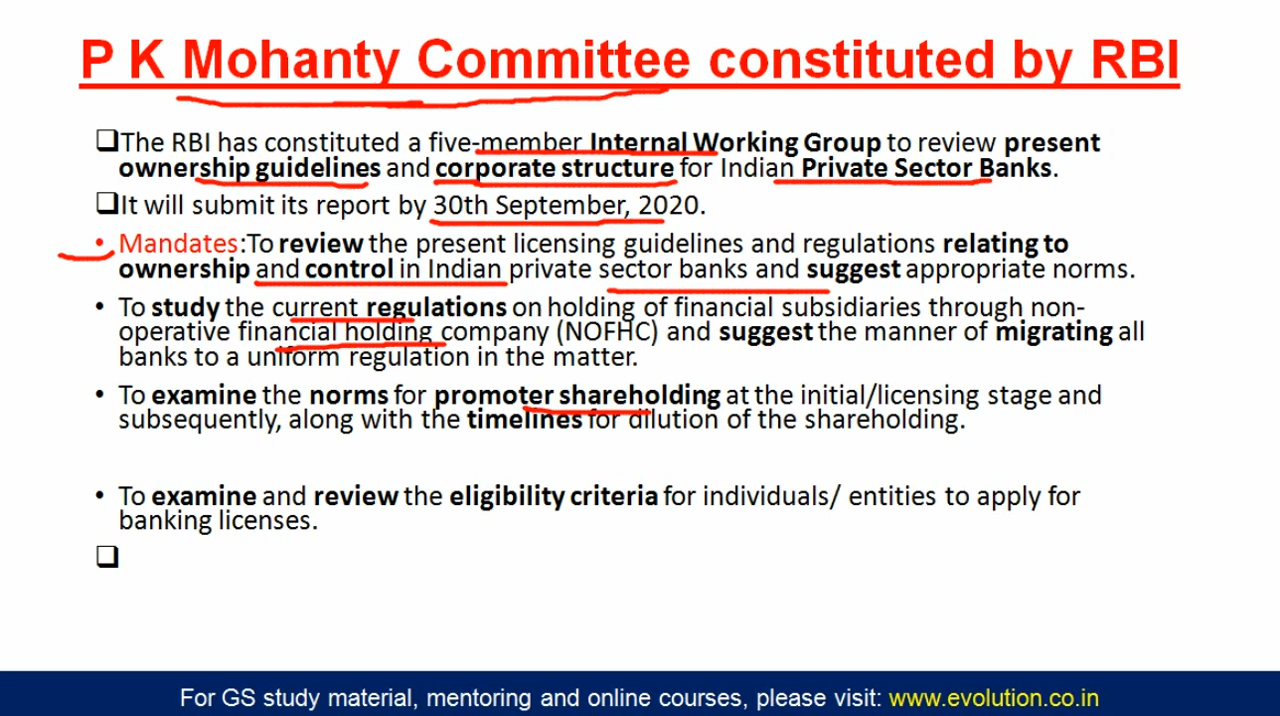 P K Mohanty Committee constituted by RBI
❑The RBI has constituted a five-member Internal Working Group to review present
ownership guidelines and corporate structure for Indian Private Sector Banks.
❑It will submit its report by 30th September, 2020.
• Mandates:To review the present licensing guidelines and regulations relating to
ownership and control in Indian private sector banks and suggest appropriate norms.
• To study the current regulations on holding of financial subsidiaries through non-
operative financial holding company (NOFHC) and suggest the manner of migrating all
banks to a uniform regulation in the matter.
• To examine the norms for promoter shareholding at the initial/licensing stage and
subsequently, along with the timelines for dilution of the shareholding.
• To examine and review the eligibility criteria for individuals/ entities to apply for
banking licenses.
❑
For GS study material, mentoring and online courses, please visit: www.evolution.co.in